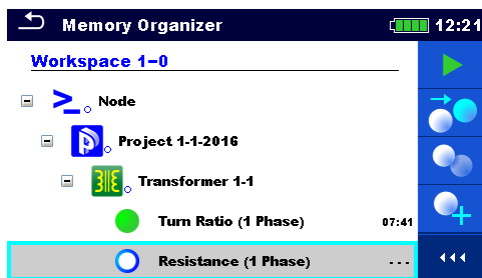 Memory Organizer 12:21
Workspace 1-0
Node
Project 1-1-2016
Transformer 1-1
Turn Ratio (1 Phase) 07:41
Resistance (1 Phase) ---